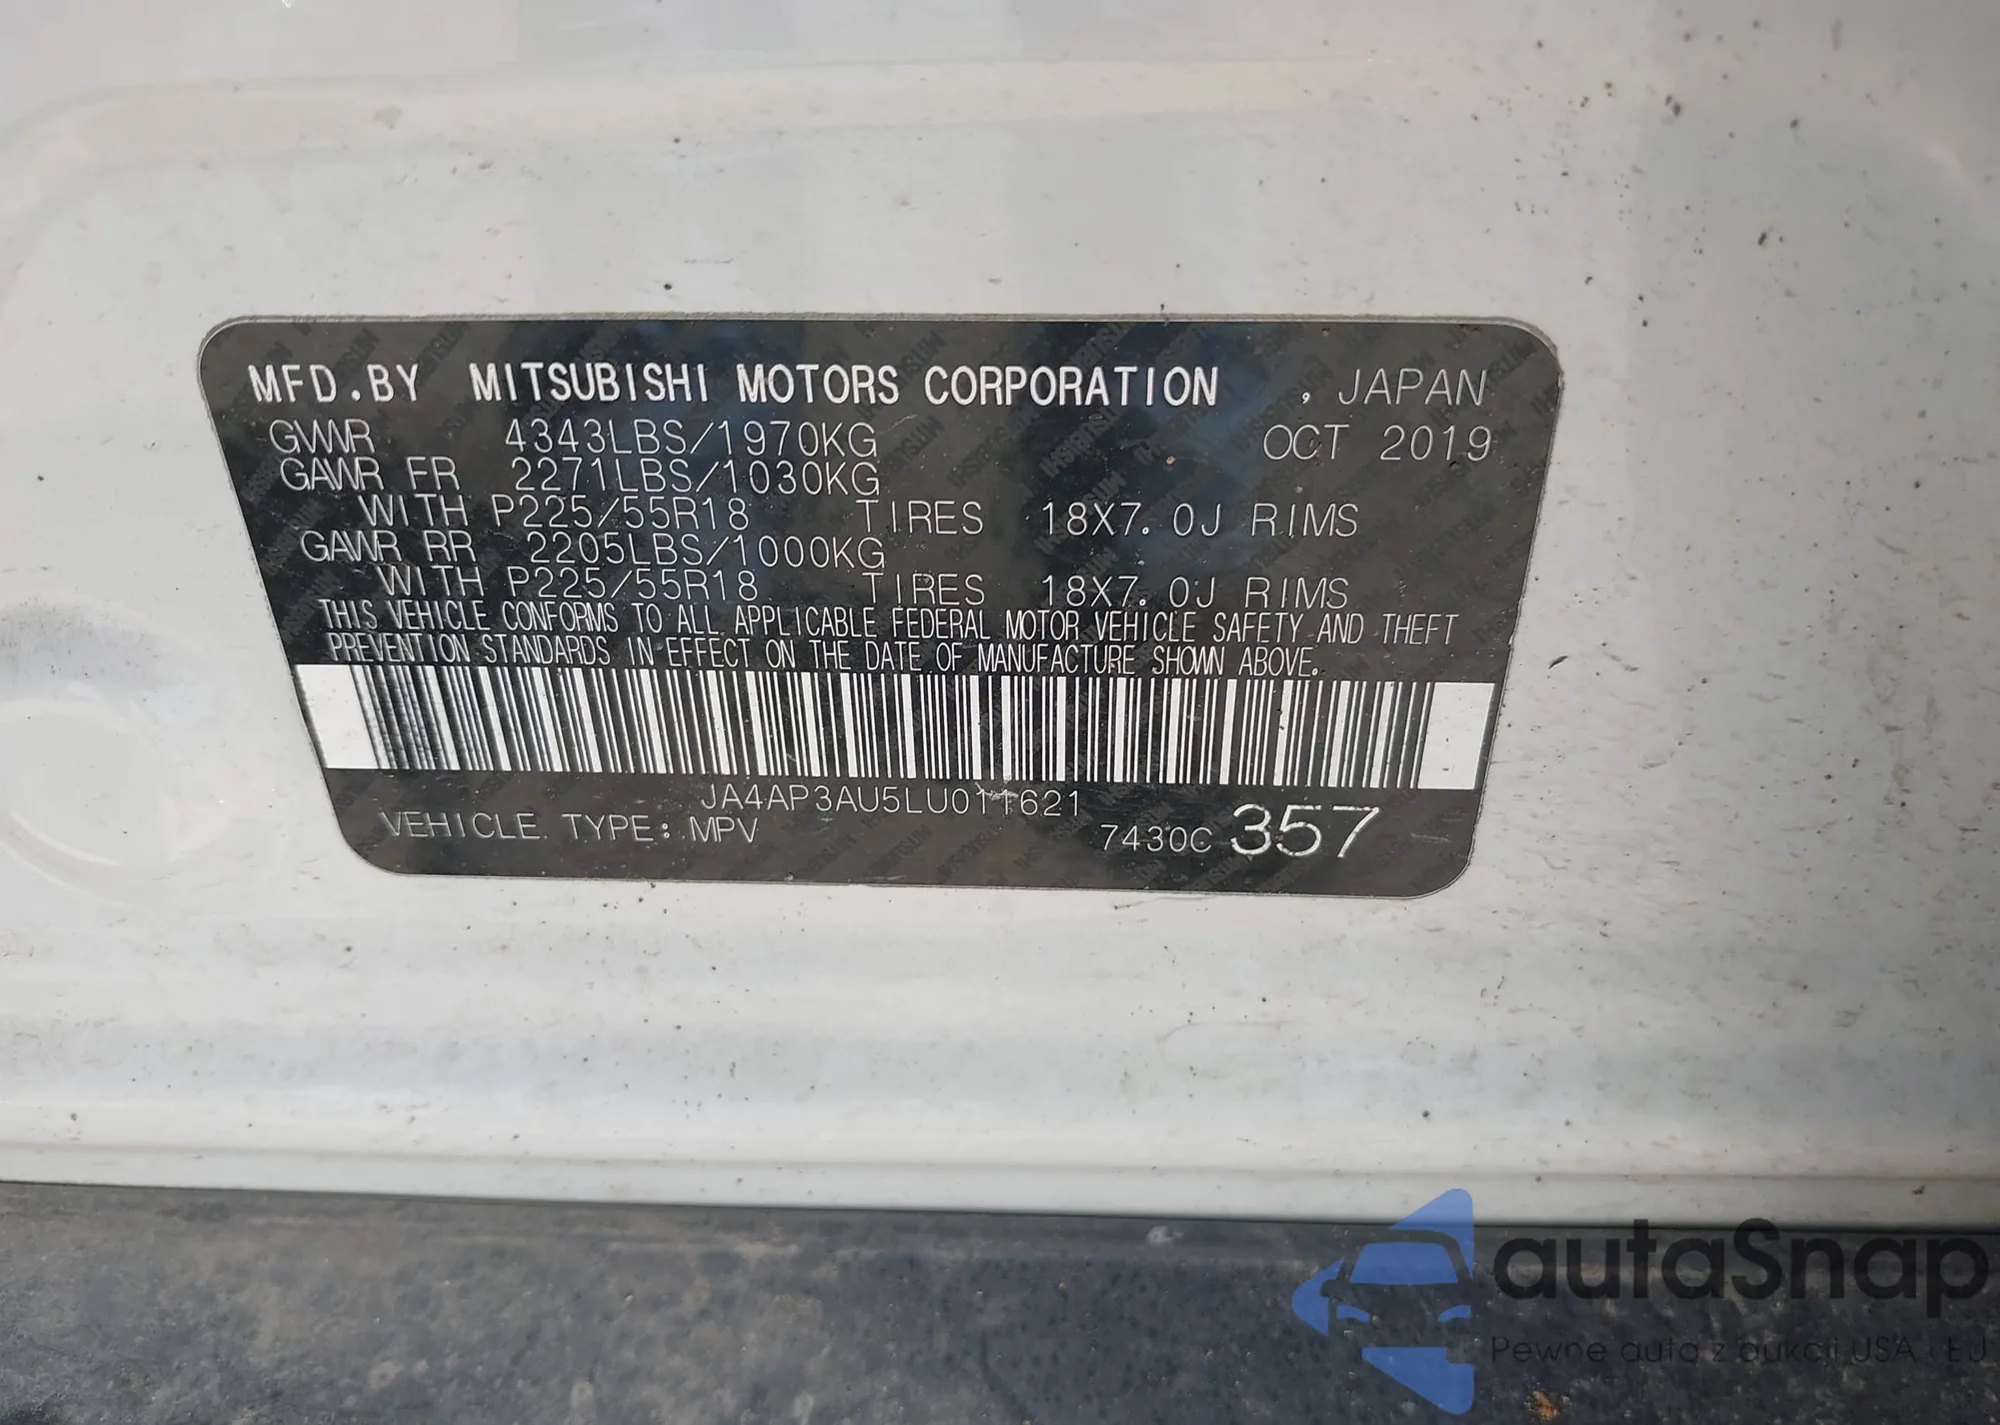 MFD.BY MITSUBISHI MOTORS CORPORATION , JAPAN
GVWR 4343LBS/1970KG OCT 2019
GAWR FR 2271LBS/1030KG
WITH P225/55R18 TIRES 18X7.0J RIMS
GAWR RR 2205LBS/1000KG
WITH P225/55R18 TIRES 18X7.0J RIMS
THIS VEHICLE CONFORMS TO ALL APPLICABLE FEDERAL MOTOR VEHICLE SAFETY AND THEFT
PREVENTION STANDARDS IN EFFECT ON THE DATE OF MANUFACTURE SHOWN ABOVE.
JA4AP3AU5LU011621
VEHICLE TYPE: MPV 7430C 357
autaSnap
Pewne auta z aukcji USA i EU